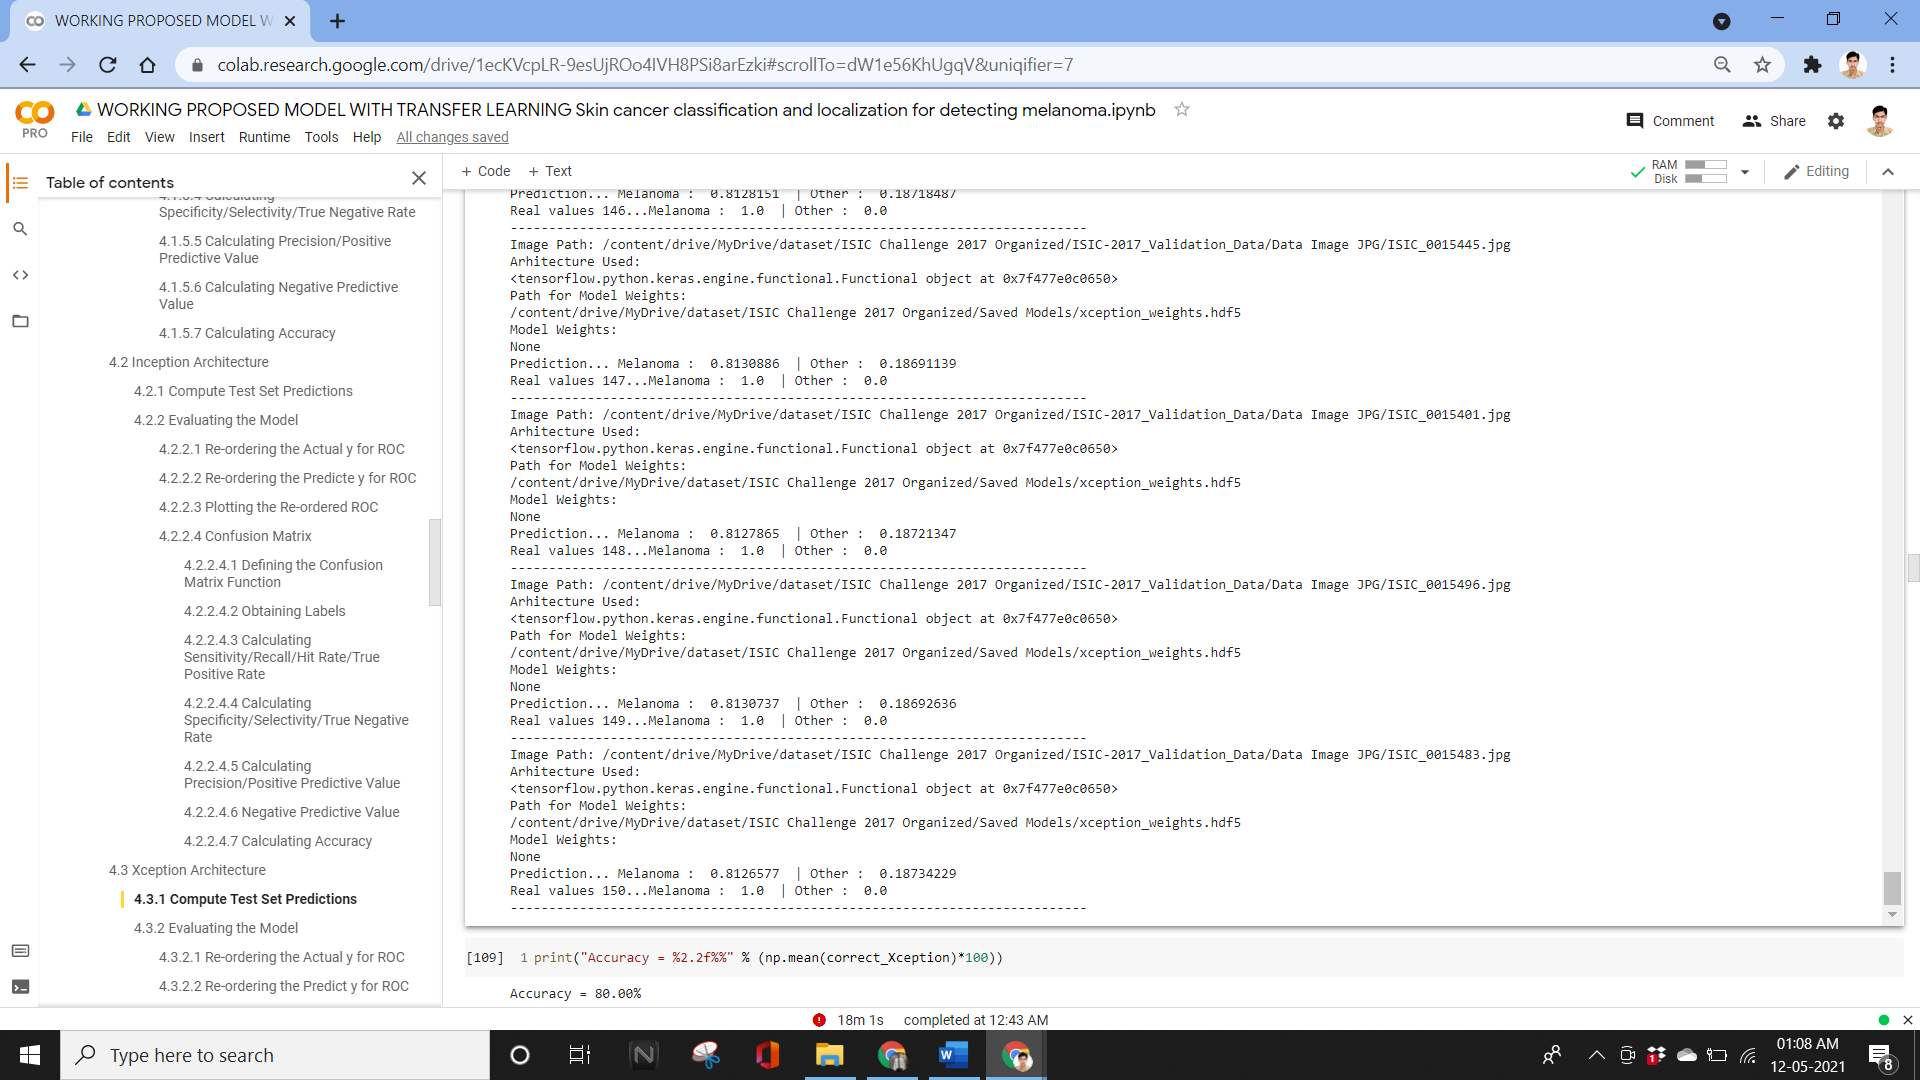 WORKING PROPOSED MODEL W
colab.research.google.com/drive/1ecKVcpLR-9esUjROo4IVH8PSi8arEzki#scrollTo=dW1e56KhUgqV&uniqifier=7
PRO
WORKING PROPOSED MODEL WITH TRANSFER LEARNING Skin cancer classification and localization for detecting melanoma.ipynb
File Edit View Insert Runtime Tools Help All changes saved
Comment Share
Table of contents
4.1.5.4 Calculating
Specificity/Selectivity/True Negative Rate
4.1.5.5 Calculating Precision/Positive
Predictive Value
4.1.5.6 Calculating Negative Predictive
Value
4.1.5.7 Calculating Accuracy
4.2 Inception Architecture
4.2.1 Compute Test Set Predictions
4.2.2 Evaluating the Model
4.2.2.1 Re-ordering the Actual y for ROC
4.2.2.2 Re-ordering the Predicte y for ROC
4.2.2.3 Plotting the Re-ordered ROC
4.2.2.4 Confusion Matrix
4.2.2.4.1 Defining the Confusion
Matrix Function
4.2.2.4.2 Obtaining Labels
4.2.2.4.3 Calculating
Sensitivity/Recall/Hit Rate/True
Positive Rate
4.2.2.4.4 Calculating
Specificity/Selectivity/True Negative
Rate
4.2.2.4.5 Calculating
Precision/Positive Predictive Value
4.2.2.4.6 Negative Predictive Value
4.2.2.4.7 Calculating Accuracy
4.3 Xception Architecture
4.3.1 Compute Test Set Predictions
4.3.2 Evaluating the Model
4.3.2.1 Re-ordering the Actual y for ROC
4.3.2.2 Re-ordering the Predict y for ROC
+ Code + Text
RAM
Disk
Editing
Prediction... Melanoma : 0.8128151 | Other : 0.18718487
Real values 146...Melanoma : 1.0 | Other : 0.0
---------------------------------------------------------------------------
Image Path: /content/drive/MyDrive/dataset/ISIC Challenge 2017 Organized/ISIC-2017_Validation_Data/Data Image JPG/ISIC_0015445.jpg
Arhitecture Used:
<tensorflow.python.keras.engine.functional.Functional object at 0x7f477e0c0650>
Path for Model Weights:
/content/drive/MyDrive/dataset/ISIC Challenge 2017 Organized/Saved Models/xception_weights.hdf5
Model Weights:
None
Prediction... Melanoma : 0.8130886 | Other : 0.18691139
Real values 147...Melanoma : 1.0 | Other : 0.0
---------------------------------------------------------------------------
Image Path: /content/drive/MyDrive/dataset/ISIC Challenge 2017 Organized/ISIC-2017_Validation_Data/Data Image JPG/ISIC_0015401.jpg
Arhitecture Used:
<tensorflow.python.keras.engine.functional.Functional object at 0x7f477e0c0650>
Path for Model Weights:
/content/drive/MyDrive/dataset/ISIC Challenge 2017 Organized/Saved Models/xception_weights.hdf5
Model Weights:
None
Prediction... Melanoma : 0.8127865 | Other : 0.18721347
Real values 148...Melanoma : 1.0 | Other : 0.0
---------------------------------------------------------------------------
Image Path: /content/drive/MyDrive/dataset/ISIC Challenge 2017 Organized/ISIC-2017_Validation_Data/Data Image JPG/ISIC_0015496.jpg
Arhitecture Used:
<tensorflow.python.keras.engine.functional.Functional object at 0x7f477e0c0650>
Path for Model Weights:
/content/drive/MyDrive/dataset/ISIC Challenge 2017 Organized/Saved Models/xception_weights.hdf5
Model Weights:
None
Prediction... Melanoma : 0.8130737 | Other : 0.18692636
Real values 149...Melanoma : 1.0 | Other : 0.0
---------------------------------------------------------------------------
Image Path: /content/drive/MyDrive/dataset/ISIC Challenge 2017 Organized/ISIC-2017_Validation_Data/Data Image JPG/ISIC_0015483.jpg
Arhitecture Used:
<tensorflow.python.keras.engine.functional.Functional object at 0x7f477e0c0650>
Path for Model Weights:
/content/drive/MyDrive/dataset/ISIC Challenge 2017 Organized/Saved Models/xception_weights.hdf5
Model Weights:
None
Prediction... Melanoma : 0.8126577 | Other : 0.18734229
Real values 150...Melanoma : 1.0 | Other : 0.0
---------------------------------------------------------------------------
[109] 1 print("Accuracy = %2.2f%%" % (np.mean(correct_Xception)*100))
Accuracy = 80.00%
18m 1s completed at 12:43 AM
Type here to search
01:08 AM
12-05-2021
8